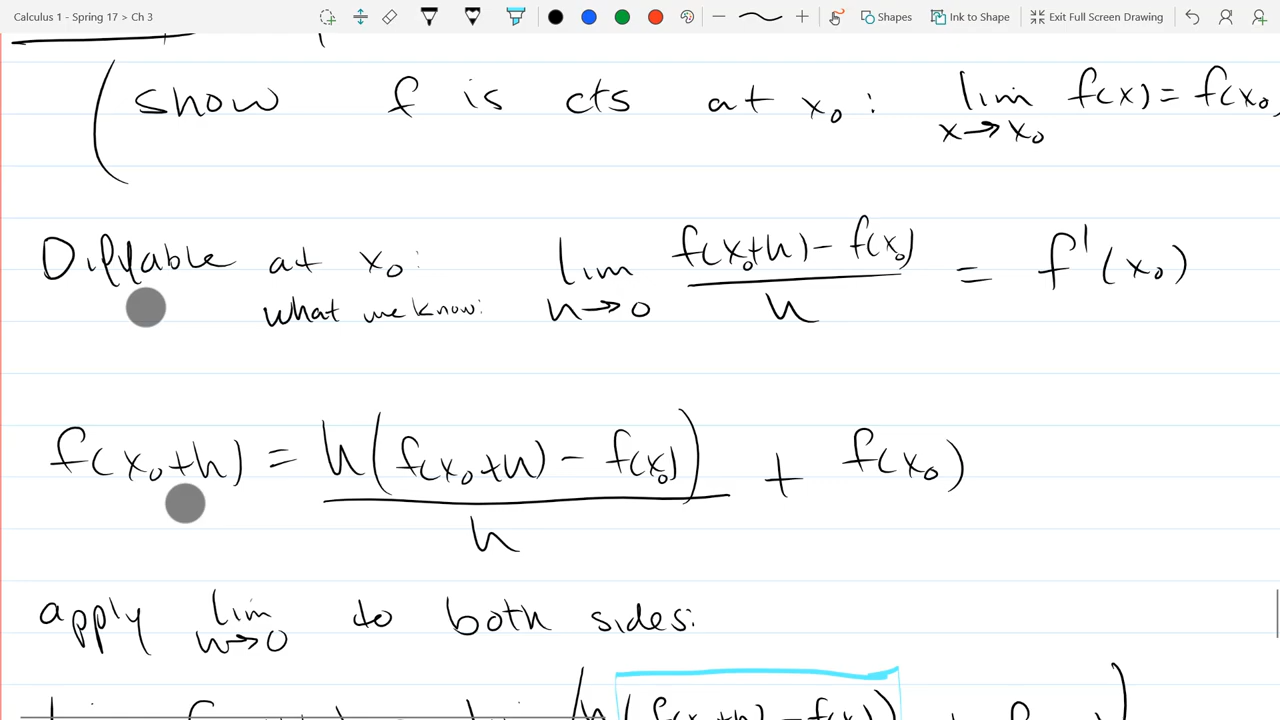 Calculus 1 - Spring 17 > Ch 3
Shapes
Ink to Shape
Exit Full Screen Drawing
(show f is cts at x₀: lim x→x₀ f(x) = f(x₀
Diffable at x₀: lim h→0 (f(x₀+h) - f(x₀))/h = f'(x₀)
what we know:
f(x₀+h) = h(f(x₀+h) - f(x₀))/h + f(x₀)
apply lim h→0 to both sides: